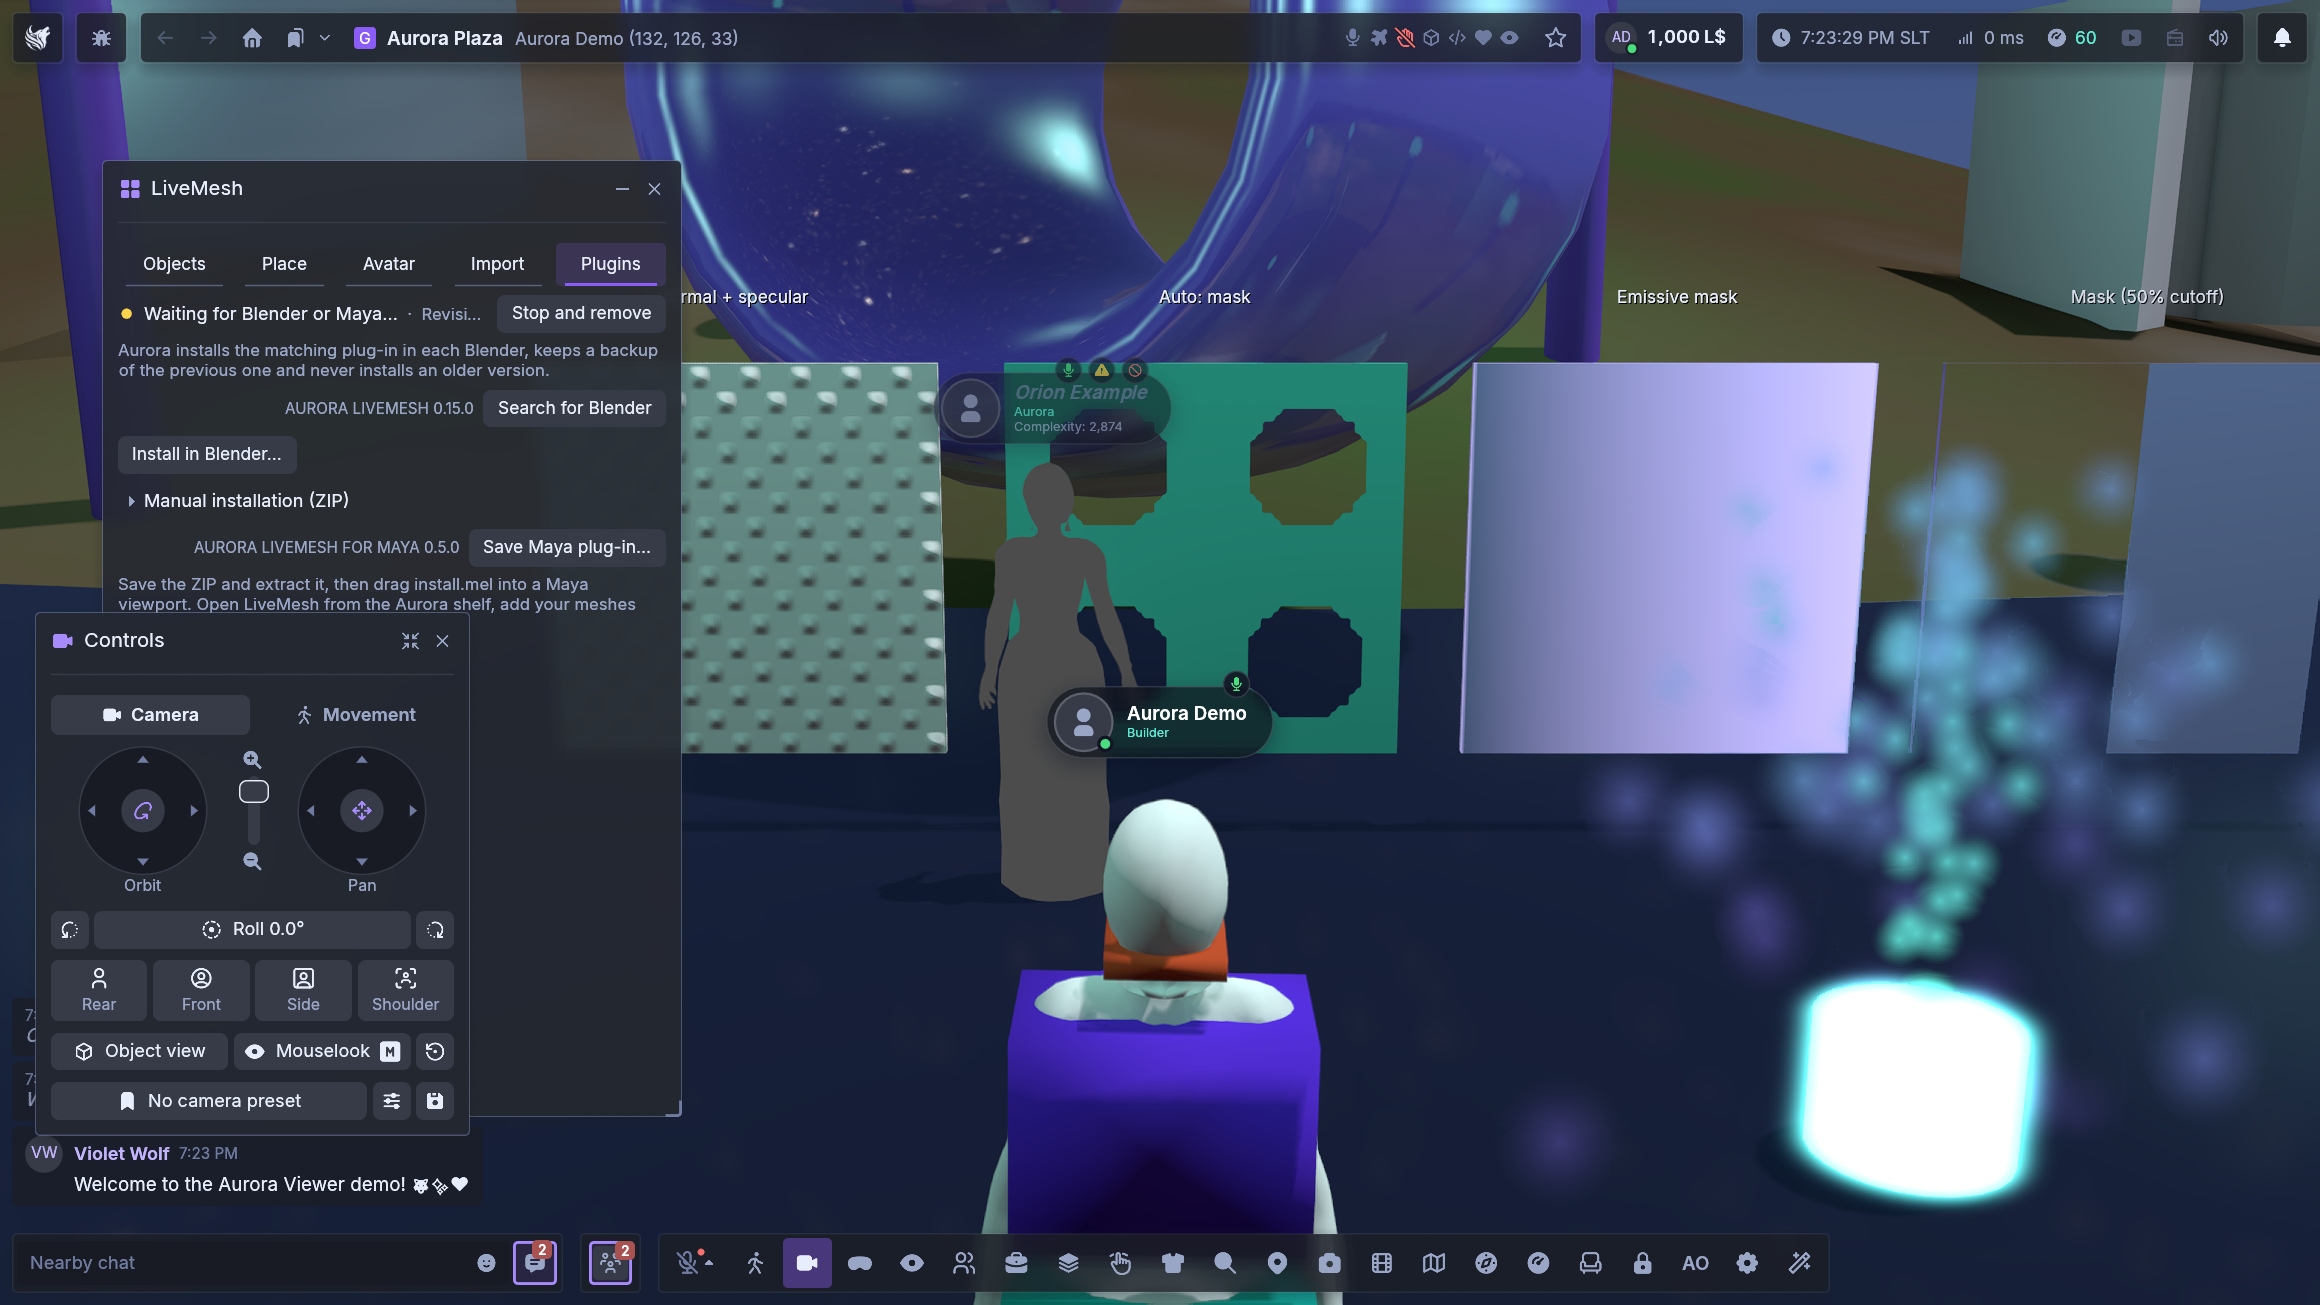 G Aurora Plaza Aurora Demo (132, 126, 33)
AD 1,000 L$
7:23:29 PM SLT 0 ms 60
LiveMesh
Objects Place Avatar Import Plugins
Waiting for Blender or Maya... · Revisi... Stop and remove
Aurora installs the matching plug-in in each Blender, keeps a backup
of the previous one and never installs an older version.
AURORA LIVEMESH 0.15.0 Search for Blender
Install in Blender...
Manual installation (ZIP)
AURORA LIVEMESH FOR MAYA 0.5.0 Save Maya plug-in...
Save the ZIP and extract it, then drag install.mel into a Maya
viewport. Open LiveMesh from the Aurora shelf, add your meshes
rmal + specular
Auto: mask
Emissive mask
Mask (50% cutoff)
Orion Example
Aurora
Complexity: 2,874
Aurora Demo
Builder
Controls
Camera Movement
Orbit Pan
Roll 0.0°
Rear Front Side Shoulder
Object view Mouselook M
No camera preset
7:
7:
VW Violet Wolf 7:23 PM
Welcome to the Aurora Viewer demo!
Nearby chat 2 2 AO